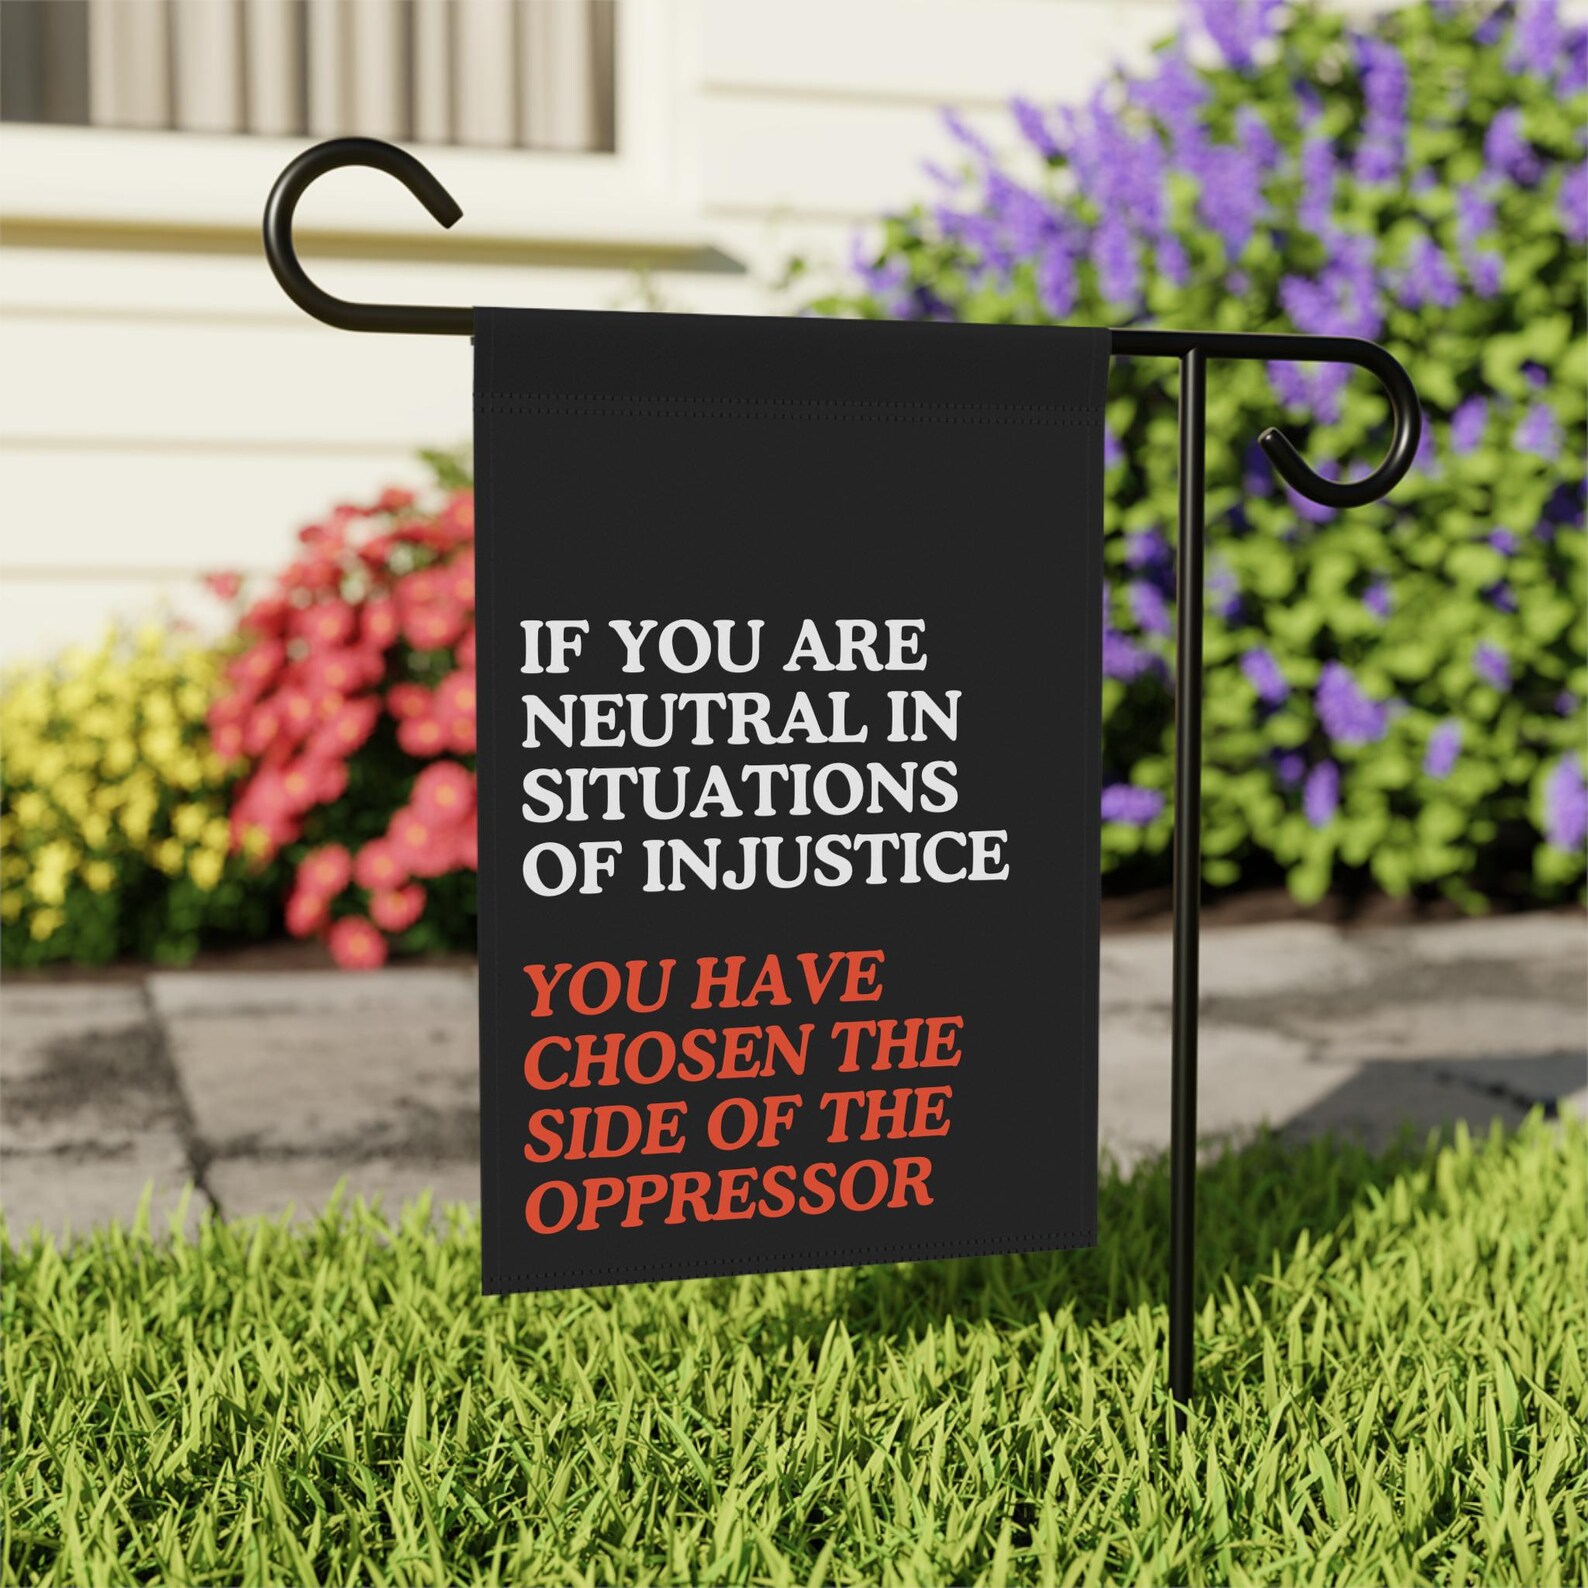 IF YOU ARE
NEUTRAL IN
SITUATIONS
OF INJUSTICE
YOU HAVE
CHOSEN THE
SIDE OF THE
OPPRESSOR